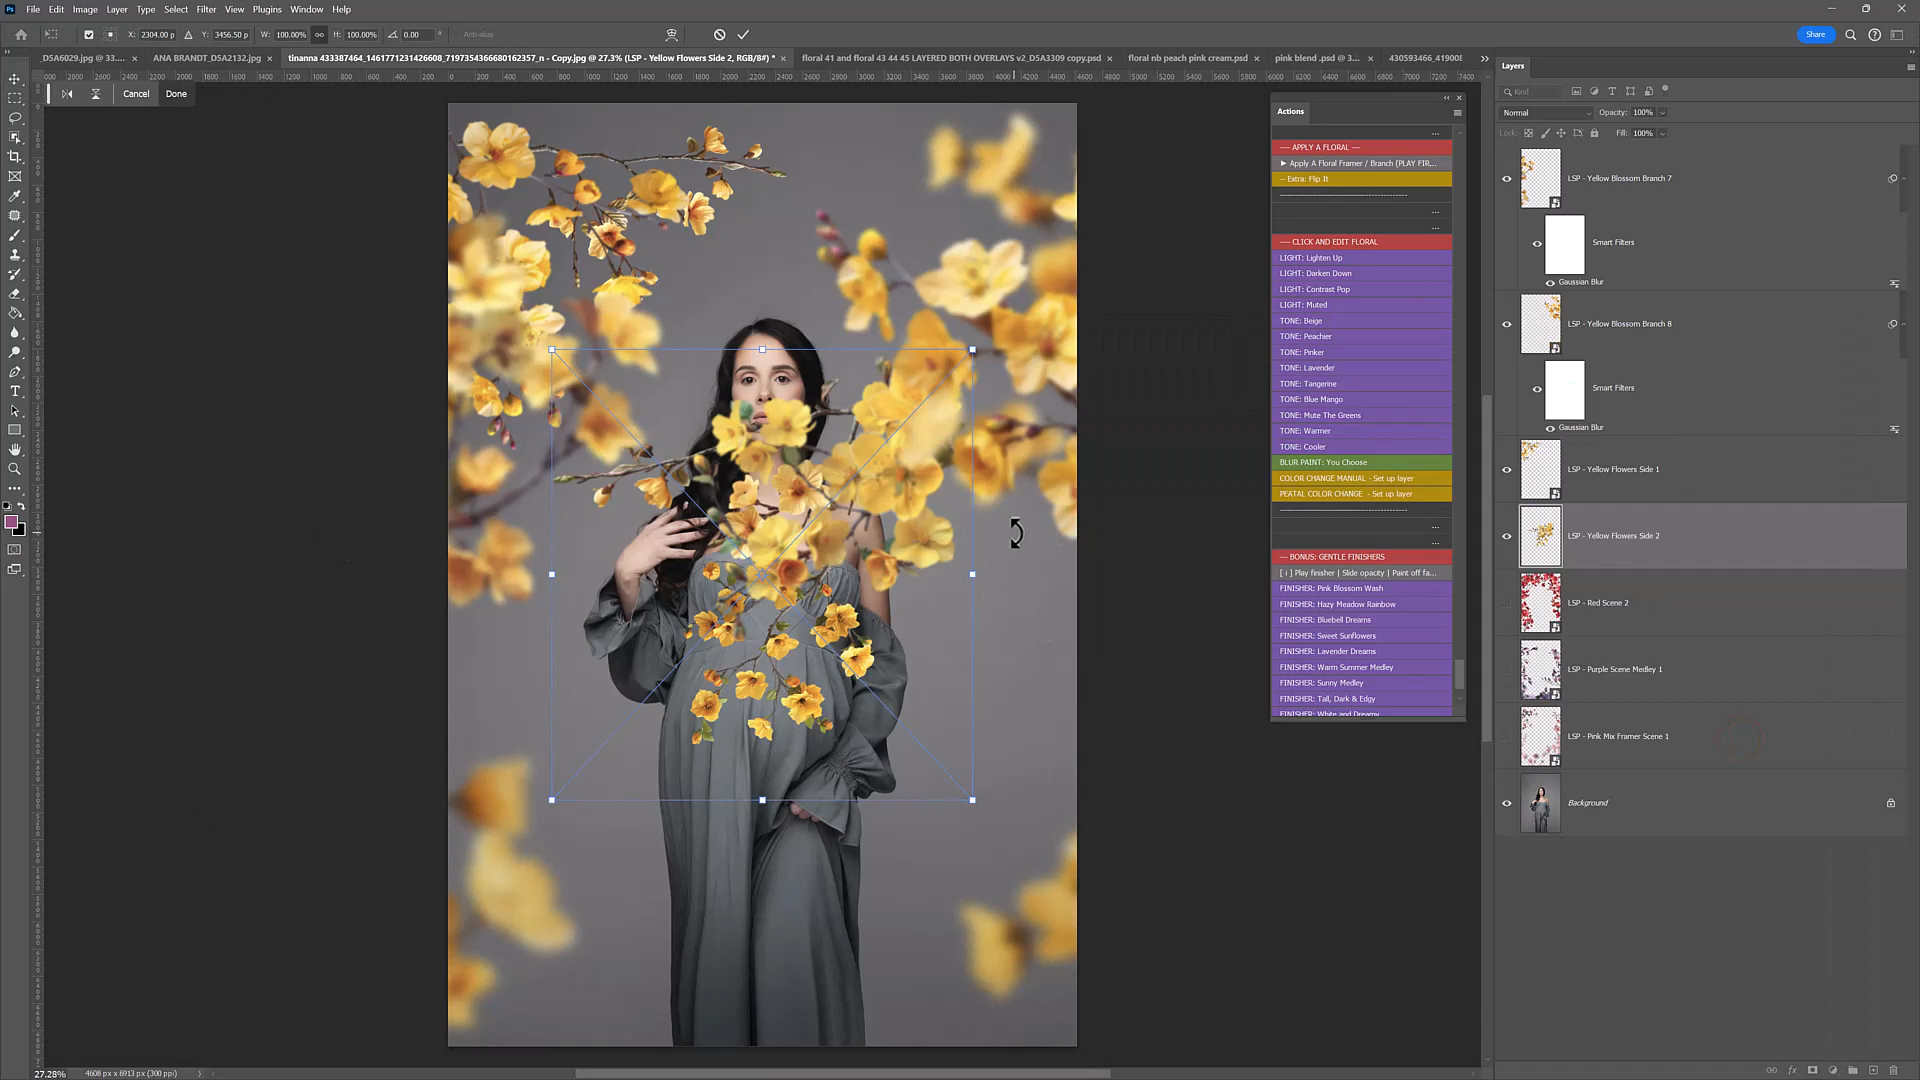 File Edit Image Layer Type Select Filter View Plugins Window Help
X: 2304.00 p Y: 3456.50 p W: 100.00% H: 100.00% 0.00 ° Anti-alias
Share
_D5A6029.jpg @ 33.... × ANA BRANDT_D5A2132.jpg × tinanna 433387464_1461771231426608_7197354366680162357_n - Copy.jpg @ 27.3% (LSP - Yellow Flowers Side 2, RGB/8#) * × floral 41 and floral 43 44 45 LAYERED BOTH OVERLAYS v2_D5A3309 copy.psd × floral nb peach pink cream.psd × pink blend .psd @ 3... × 430593466_41900
Cancel Done
Actions
...
--- APPLY A FLORAL ---
► Apply A Floral Framer / Branch (PLAY FIR...
-- Extra: Flip It
...
...
---- CLICK AND EDIT FLORAL
LIGHT: Lighten Up
LIGHT: Darken Down
LIGHT: Contrast Pop
LIGHT: Muted
TONE: Beige
TONE: Peachier
TONE: Pinker
TONE: Lavender
TONE: Tangerine
TONE: Blue Mango
TONE: Mute The Greens
TONE: Warmer
TONE: Cooler
BLUR PAINT: You Choose
COLOR CHANGE MANUAL - Set up layer
PEATAL COLOR CHANGE - Set up layer
...
...
--- BONUS: GENTLE FINISHERS
[ i ] Play finisher | Slide opacity | Paint off fa...
FINISHER: Pink Blossom Wash
FINISHER: Hazy Meadow Rainbow
FINISHER: Bluebell Dreams
FINISHER: Sweet Sunflowers
FINISHER: Lavender Dreams
FINISHER: Warm Summer Medley
FINISHER: Sunny Medley
FINISHER: Tall, Dark & Edgy
FINISHER: White and Dreamy
Layers
Kind
Normal Opacity: 100%
Lock: Fill: 100%
LSP - Yellow Blossom Branch 7
Smart Filters
Gaussian Blur
LSP - Yellow Blossom Branch 8
Smart Filters
Gaussian Blur
LSP - Yellow Flowers Side 1
LSP - Yellow Flowers Side 2
LSP - Red Scene 2
LSP - Purple Scene Medley 1
LSP - Pink Mix Framer Scene 1
Background
27.28% 4608 px x 6913 px (300 ppi)